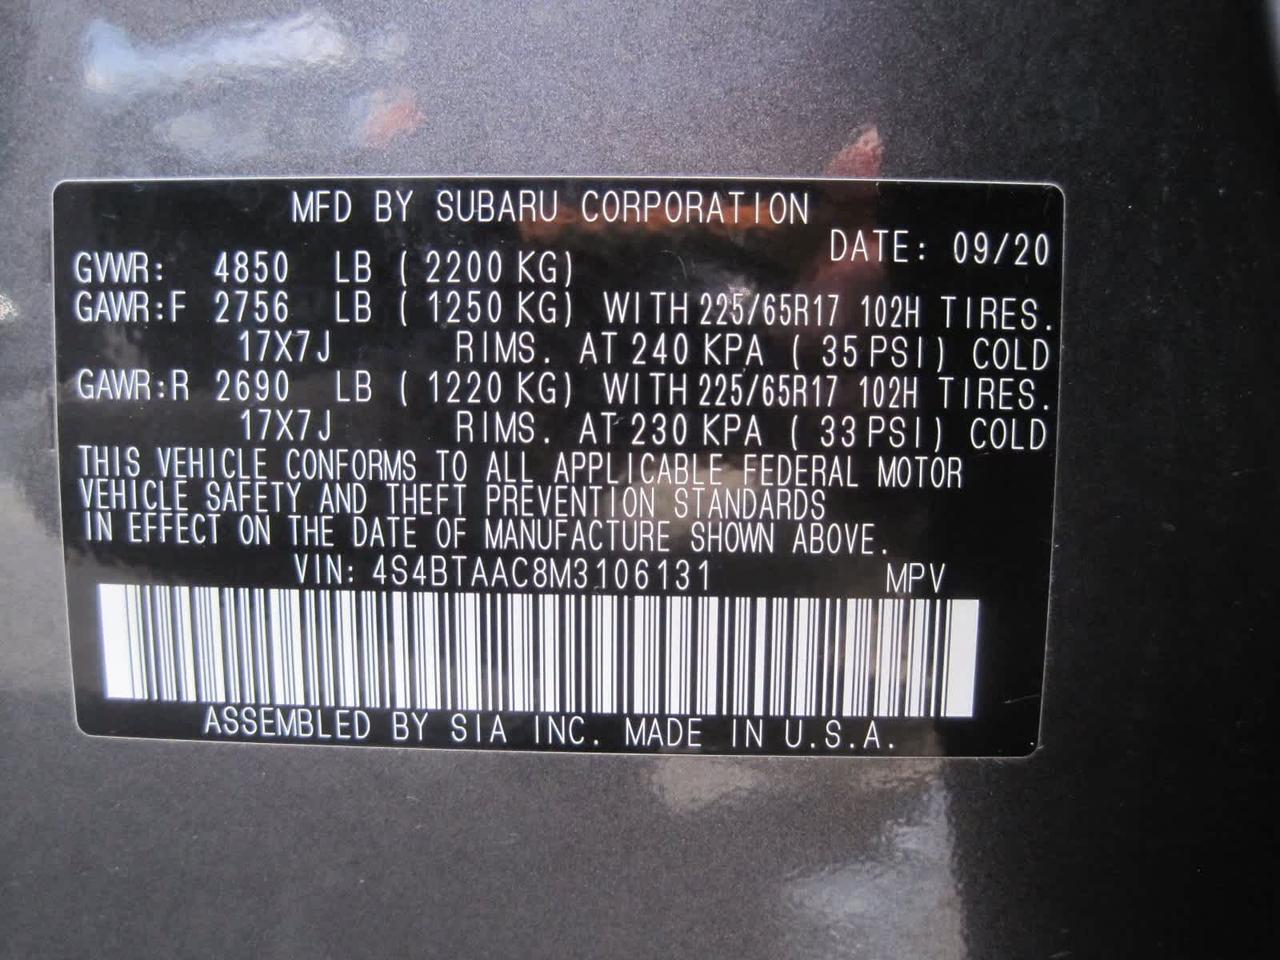 MFD BY SUBARU CORPORATION
DATE: 09/20
GVWR: 4850 LB ( 2200 KG)
GAWR:F 2756 LB ( 1250 KG) WITH 225/65R17 102H TIRES.
17X7J RIMS. AT 240 KPA ( 35 PSI) COLD
GAWR:R 2690 LB ( 1220 KG) WITH 225/65R17 102H TIRES.
17X7J RIMS. AT 230 KPA ( 33 PSI) COLD
THIS VEHICLE CONFORMS TO ALL APPLICABLE FEDERAL MOTOR
VEHICLE SAFETY AND THEFT PREVENTION STANDARDS
IN EFFECT ON THE DATE OF MANUFACTURE SHOWN ABOVE.
VIN: 4S4BTAAC8M3106131 MPV
ASSEMBLED BY SIA INC. MADE IN U.S.A.